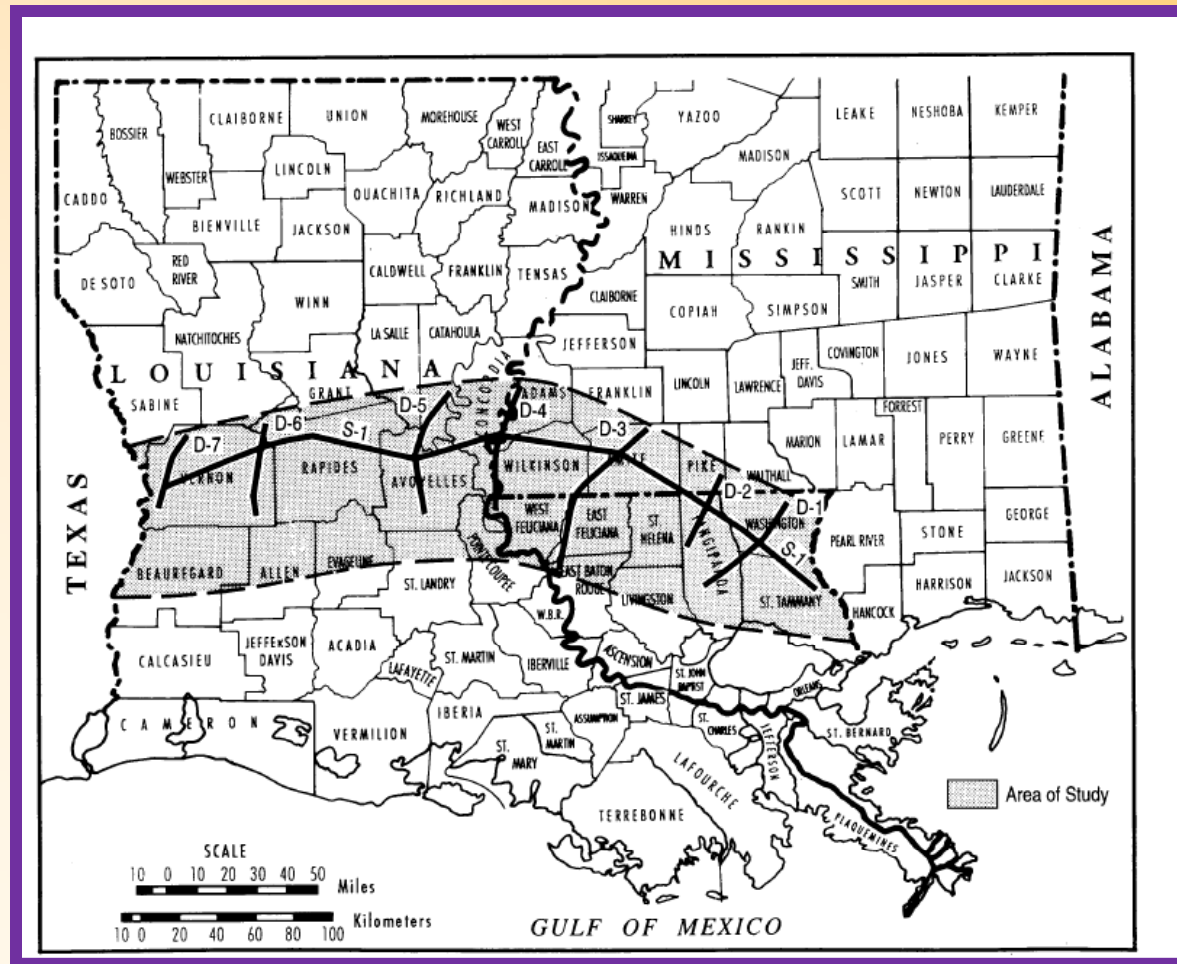 CLAIBORNE
UNION
MOREHOUSE
WEST
CARROLL
EAST
CARROLL
BOSSIER
WEBSTER
LINCOLN
OUACHITA
RICHLAND
MADISON
CADDO
BIENVILLE
JACKSON
RED
RIVER
DE SOTO
CALDWELL
FRANKLIN
TENSAS
WINN
NATCHITOCHES
LA SALLE
CATAHOULA
CONCORDIA
LOUISIANA
SABINE
GRANT
SHARKEY
ISSAQUENA
YAZOO
LEAKE
NESHOBA
KEMPER
MADISON
WARREN
SCOTT
NEWTON
LAUDERDALE
HINDS
RANKIN
MISSISSIPPI
CLAIBORNE
COPIAH
SIMPSON
SMITH
JASPER
CLARKE
JEFFERSON
ADAMS
FRANKLIN
LINCOLN
LAWRENCE
JEFF.
DAVIS
COVINGTON
JONES
WAYNE
FORREST
MARION
LAMAR
PERRY
GREENE
ALABAMA
TEXAS
D-7
D-6
S-1
D-5
D-4
D-3
D-2
D-1
S-1
VERNON
RAPIDES
AVOYELLES
WILKINSON
PIKE
WALTHALL
WEST
FELICIANA
EAST
FELICIANA
ST.
HELENA
TANGIPAHOA
WASHINGTON
PEARL RIVER
STONE
GEORGE
BEAUREGARD
ALLEN
EVAGELINE
ST. LANDRY
POINTE COUPEE
EAST BATON
ROUGE
LIVINGSTON
ST. TAMMANY
HANCOCK
HARRISON
JACKSON
W.B.R.
CALCASIEU
JEFFERSON
DAVIS
ACADIA
LAFAYETTE
ST. MARTIN
IBERVILLE
ASCENSION
ST. JOHN
BAPTIST
ST. JAMES
ORLEANS
CAMERON
VERMILION
IBERIA
ST.
MARTIN
ASSUMPTION
ST.
CHARLES
JEFFERSON
ST. BERNARD
ST.
MARY
LAFOURCHE
TERREBONNE
PLAQUEMINES
Area of Study
SCALE
10 0 10 20 30 40 50 Miles
10 0 20 40 60 80 100 Kilometers
GULF OF MEXICO